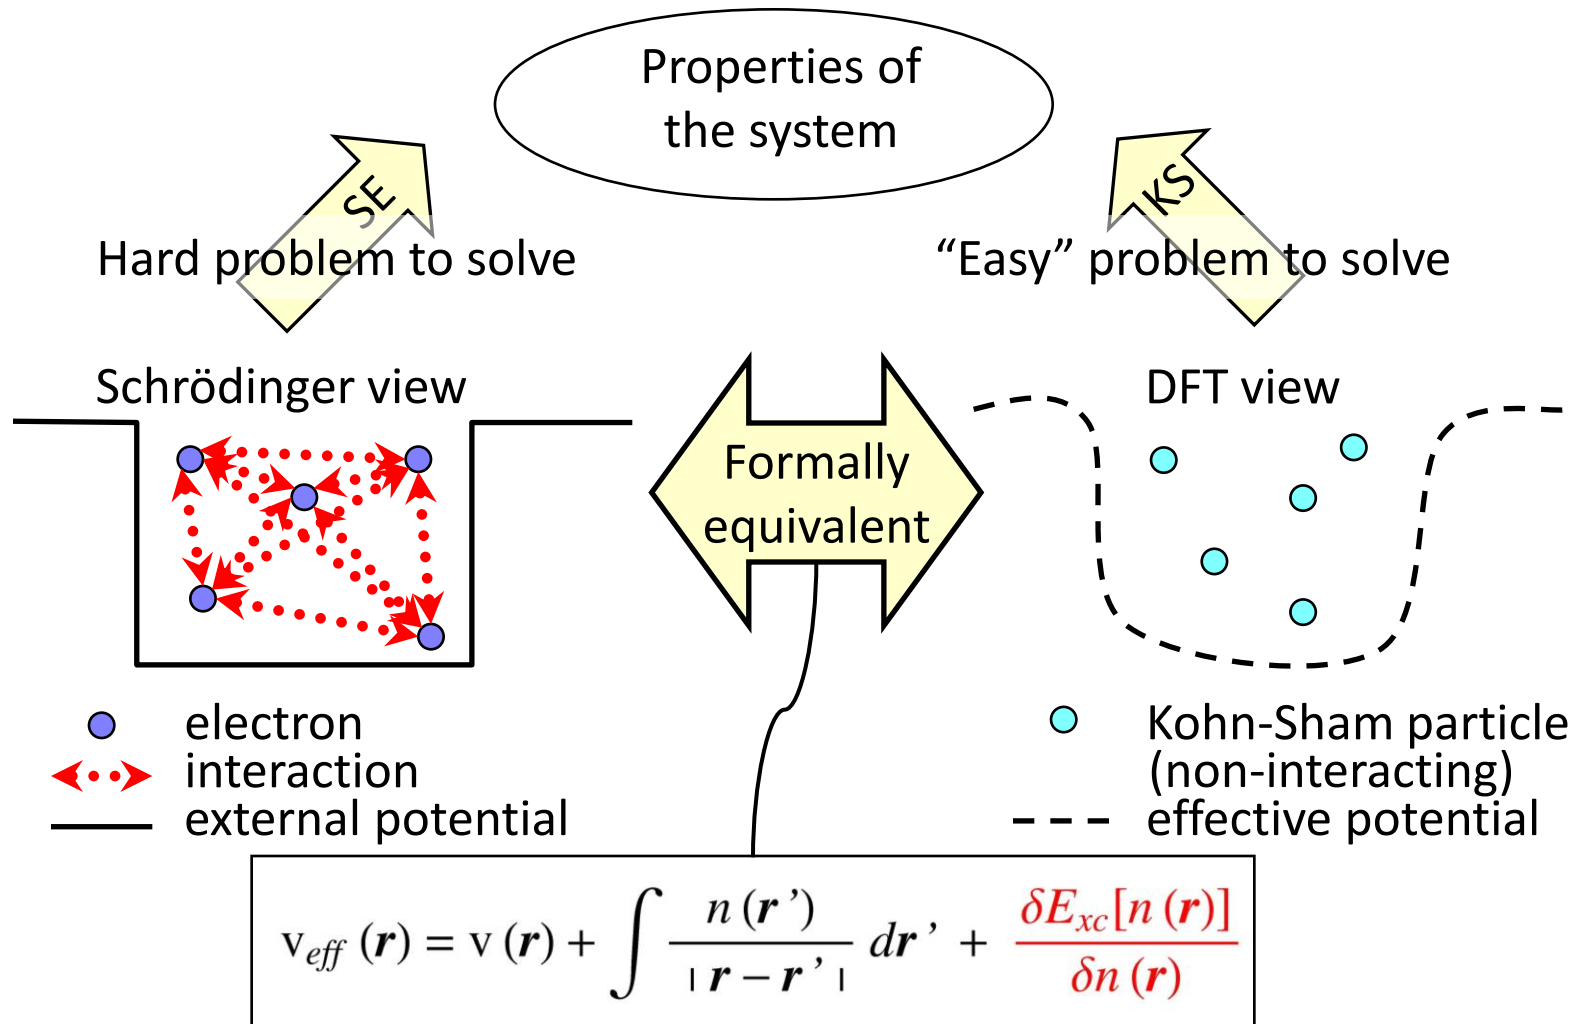 Properties of
the system
SE
KS
Hard problem to solve
“Easy” problem to solve
Schrödinger view
DFT view
Formally
equivalent
electron
interaction
external potential
Kohn-Sham particle
(non-interacting)
effective potential
v_eff (r) = v (r) + ∫ n (r’) / | r − r’ | dr’ + δE_xc[n (r)] / δn (r)